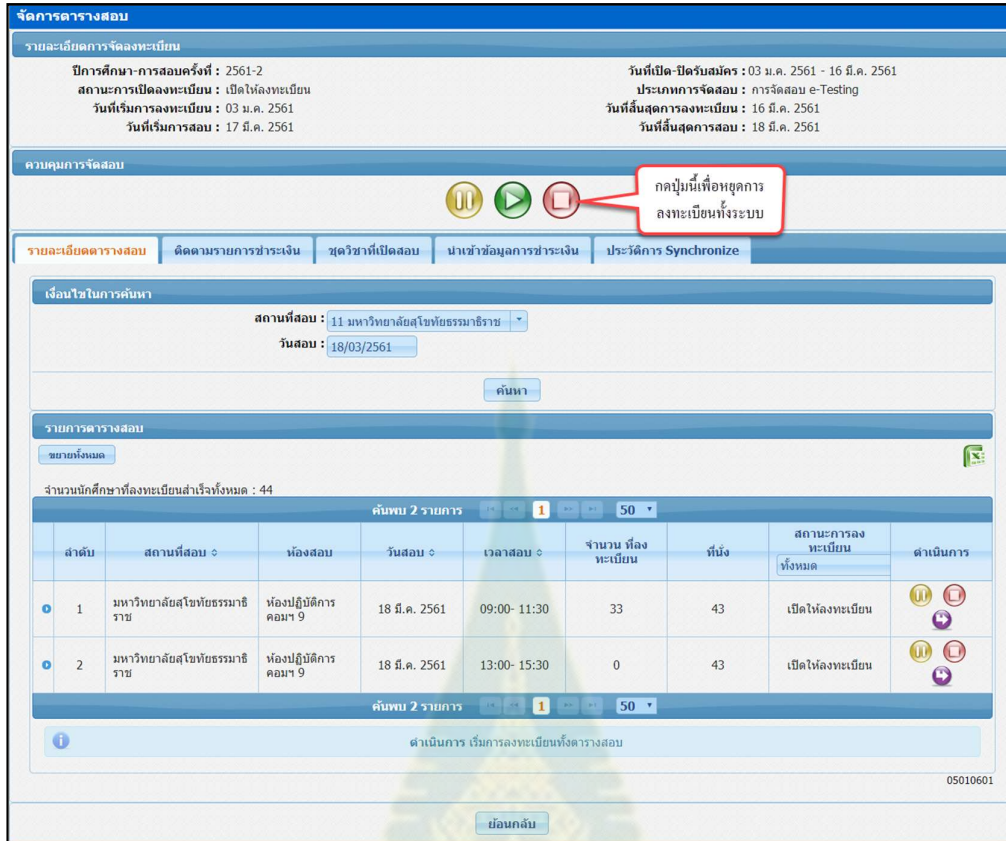 จัดการตารางสอบ
รายละเอียดการจัดลงทะเบียน
ปีการศึกษา-การสอบครั้งที่ : 2561-2
วันที่เปิด-ปิดรับสมัคร : 03 ม.ค. 2561 - 16 มี.ค. 2561
สถานะการเปิดลงทะเบียน : เปิดให้ลงทะเบียน
ประเภทการจัดสอบ : การจัดสอบ e-Testing
วันที่เริ่มการลงทะเบียน : 03 ม.ค. 2561
วันที่สิ้นสุดการลงทะเบียน : 16 มี.ค. 2561
วันที่เริ่มการสอบ : 17 มี.ค. 2561
วันที่สิ้นสุดการสอบ : 18 มี.ค. 2561
ควบคุมการจัดสอบ
กดปุ่มนี้เพื่อหยุดการ
ลงทะเบียนทั้งระบบ
รายละเอียดตารางสอบ ติดตามรายการชำระเงิน ชุดวิชาที่เปิดสอบ นำเข้าข้อมูลการชำระเงิน ประวัติการ Synchronize
เงื่อนไขในการค้นหา
สถานที่สอบ : 11 มหาวิทยาลัยสุโขทัยธรรมาธิราช
วันสอบ : 18/03/2561
ค้นหา
รายการตารางสอบ
ขยายทั้งหมด
จำนวนนักศึกษาที่ลงทะเบียนสำเร็จทั้งหมด : 44
ค้นพบ 2 รายการ 1 50
ลำดับ สถานที่สอบ ห้องสอบ วันสอบ เวลาสอบ จำนวน ที่ลงทะเบียน ที่นั่ง สถานะการลงทะเบียน ทั้งหมด ดำเนินการ
1 มหาวิทยาลัยสุโขทัยธรรมาธิราช ห้องปฏิบัติการคอมฯ 9 18 มี.ค. 2561 09:00- 11:30 33 43 เปิดให้ลงทะเบียน
2 มหาวิทยาลัยสุโขทัยธรรมาธิราช ห้องปฏิบัติการคอมฯ 9 18 มี.ค. 2561 13:00- 15:30 0 43 เปิดให้ลงทะเบียน
ค้นพบ 2 รายการ 1 50
ดำเนินการ เริ่มการลงทะเบียนทั้งตารางสอบ
05010601
ย้อนกลับ